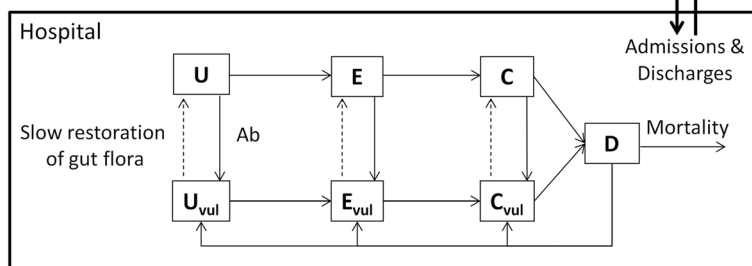 Hospital
Admissions &
Discharges
U
E
C
Slow restoration
of gut flora
Ab
D
Mortality
Uvul
Evul
Cvul